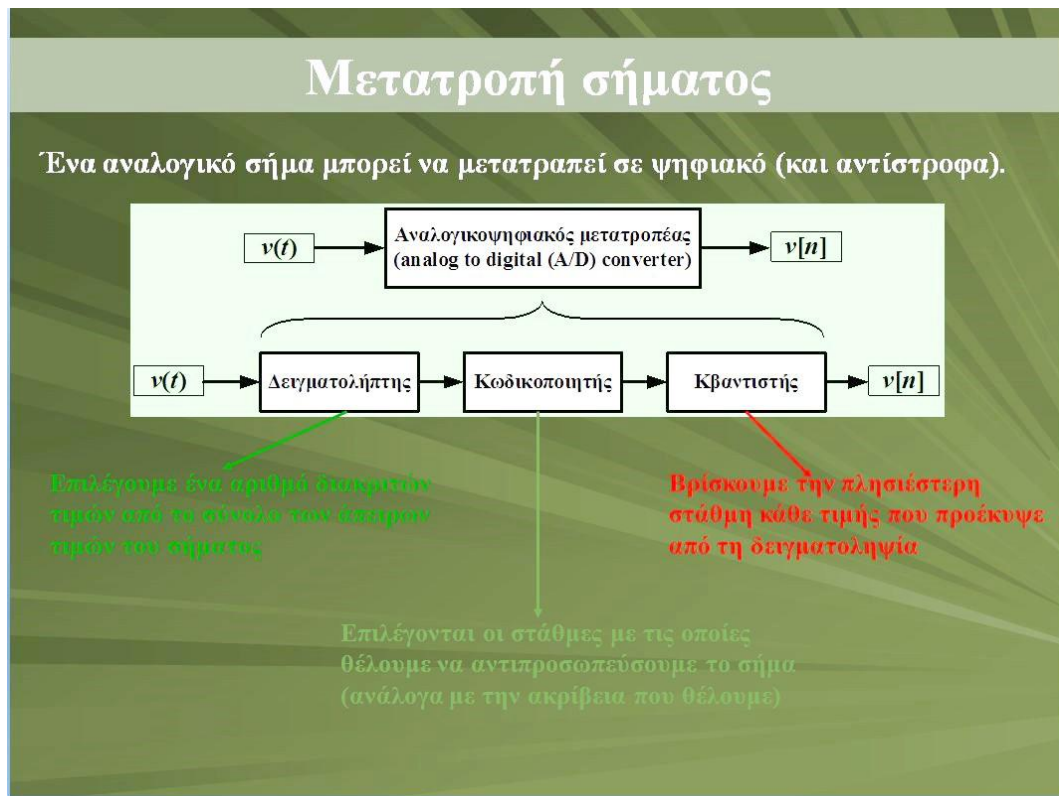 Μετατροπή σήματος
Ένα αναλογικό σήμα μπορεί να μετατραπεί σε ψηφιακό (και αντίστροφα).
v(t)
Αναλογικοψηφιακός μετατροπέας
(analog to digital (A/D) converter)
v[n]
v(t)
Δειγματολήπτης
Κωδικοποιητής
Κβαντιστής
v[n]
Επιλέγουμε ένα αριθμό διακριτών
τιμών από το σύνολο των άπειρων
τιμών του σήματος
Βρίσκουμε την πλησιέστερη
στάθμη κάθε τιμής που προέκυψε
από τη δειγματοληψία
Επιλέγονται οι στάθμες με τις οποίες
θέλουμε να αντιπροσωπεύσουμε το σήμα
(ανάλογα με την ακρίβεια που θέλουμε)